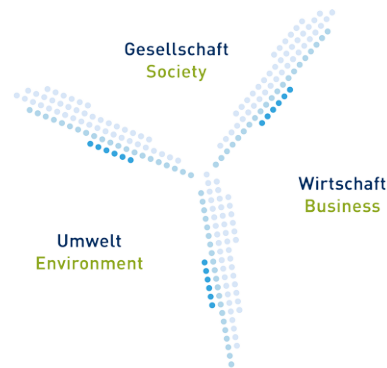 Gesellschaft
Society
Wirtschaft
Business
Umwelt
Environment